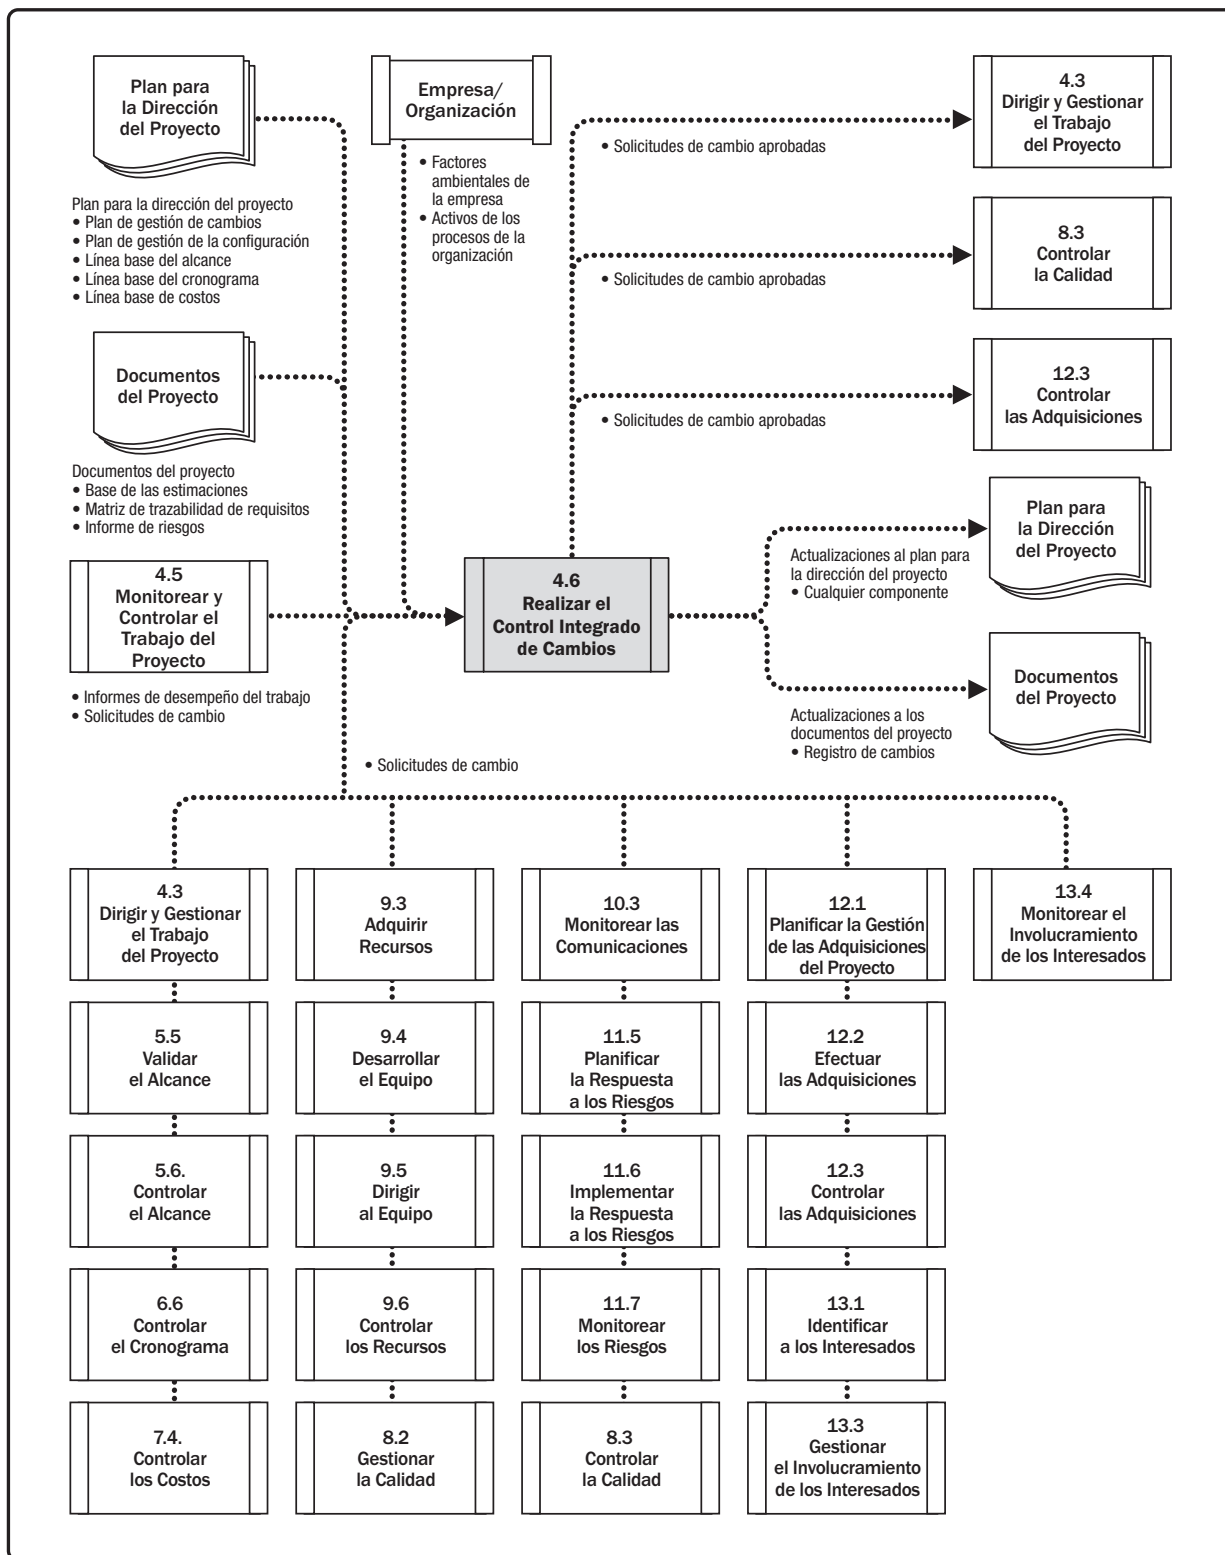 Plan para
la Dirección
del Proyecto
Plan para la dirección del proyecto
• Plan de gestión de cambios
• Plan de gestión de la configuración
• Línea base del alcance
• Línea base del cronograma
• Línea base de costos
Empresa/
Organización
• Factores
ambientales de
la empresa
• Activos de los
procesos de la
organización
• Solicitudes de cambio aprobadas
4.3
Dirigir y Gestionar
el Trabajo
del Proyecto
• Solicitudes de cambio aprobadas
8.3
Controlar
la Calidad
• Solicitudes de cambio aprobadas
12.3
Controlar
las Adquisiciones
Documentos
del Proyecto
Documentos del proyecto
• Base de las estimaciones
• Matriz de trazabilidad de requisitos
• Informe de riesgos
4.5
Monitorear y
Controlar el
Trabajo del
Proyecto
• Informes de desempeño del trabajo
• Solicitudes de cambio
4.6
Realizar el
Control Integrado
de Cambios
Actualizaciones al plan para
la dirección del proyecto
• Cualquier componente
Plan para
la Dirección
del Proyecto
Actualizaciones a los
documentos del proyecto
• Registro de cambios
Documentos
del Proyecto
• Solicitudes de cambio
4.3
Dirigir y Gestionar
el Trabajo
del Proyecto
5.5
Validar
el Alcance
5.6.
Controlar
el Alcance
6.6
Controlar
el Cronograma
7.4.
Controlar
los Costos
9.3
Adquirir
Recursos
9.4
Desarrollar
el Equipo
9.5
Dirigir
al Equipo
9.6
Controlar
los Recursos
8.2
Gestionar
la Calidad
10.3
Monitorear las
Comunicaciones
11.5
Planificar
la Respuesta
a los Riesgos
11.6
Implementar
la Respuesta
a los Riesgos
11.7
Monitorear
los Riesgos
8.3
Controlar
la Calidad
12.1
Planificar la Gestión
de las Adquisiciones
del Proyecto
12.2
Efectuar
las Adquisiciones
12.3
Controlar
las Adquisiciones
13.1
Identificar
a los Interesados
13.3
Gestionar
el Involucramiento
de los Interesados
13.4
Monitorear el
Involucramiento
de los Interesados